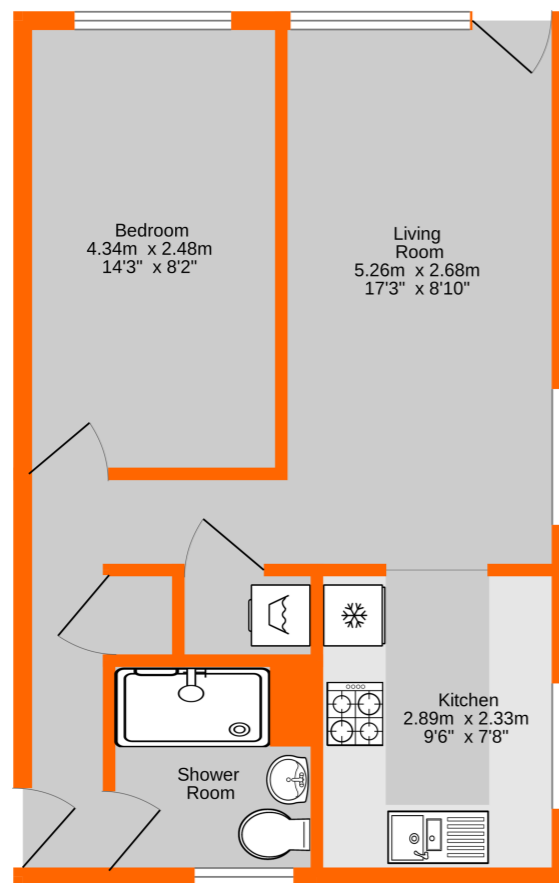 Bedroom
4.34m x 2.48m
14'3" x 8'2"
Living
Room
5.26m x 2.68m
17'3" x 8'10"
Kitchen
2.89m x 2.33m
9'6" x 7'8"
Shower
Room